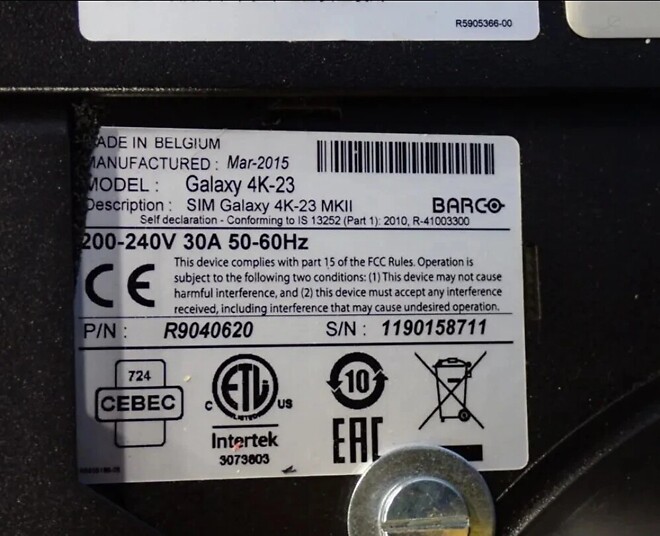 R5905366-00
MADE IN BELGIUM
MANUFACTURED : Mar-2015
MODEL : Galaxy 4K-23
Description : SIM Galaxy 4K-23 MKII
BARCO
Self declaration - Conforming to IS 13252 (Part 1): 2010, R-41003300
200-240V 30A 50-60Hz
CE
This device complies with part 15 of the FCC Rules. Operation is
subject to the following two conditions: (1) This device may not cause
harmful interference, and (2) this device must accept any interference
received, including interference that may cause undesired operation.
P/N : R9040620 S/N : 1190158711
724
CEBEC
C ETL US
LISTED
Intertek
3073803
10
EAC